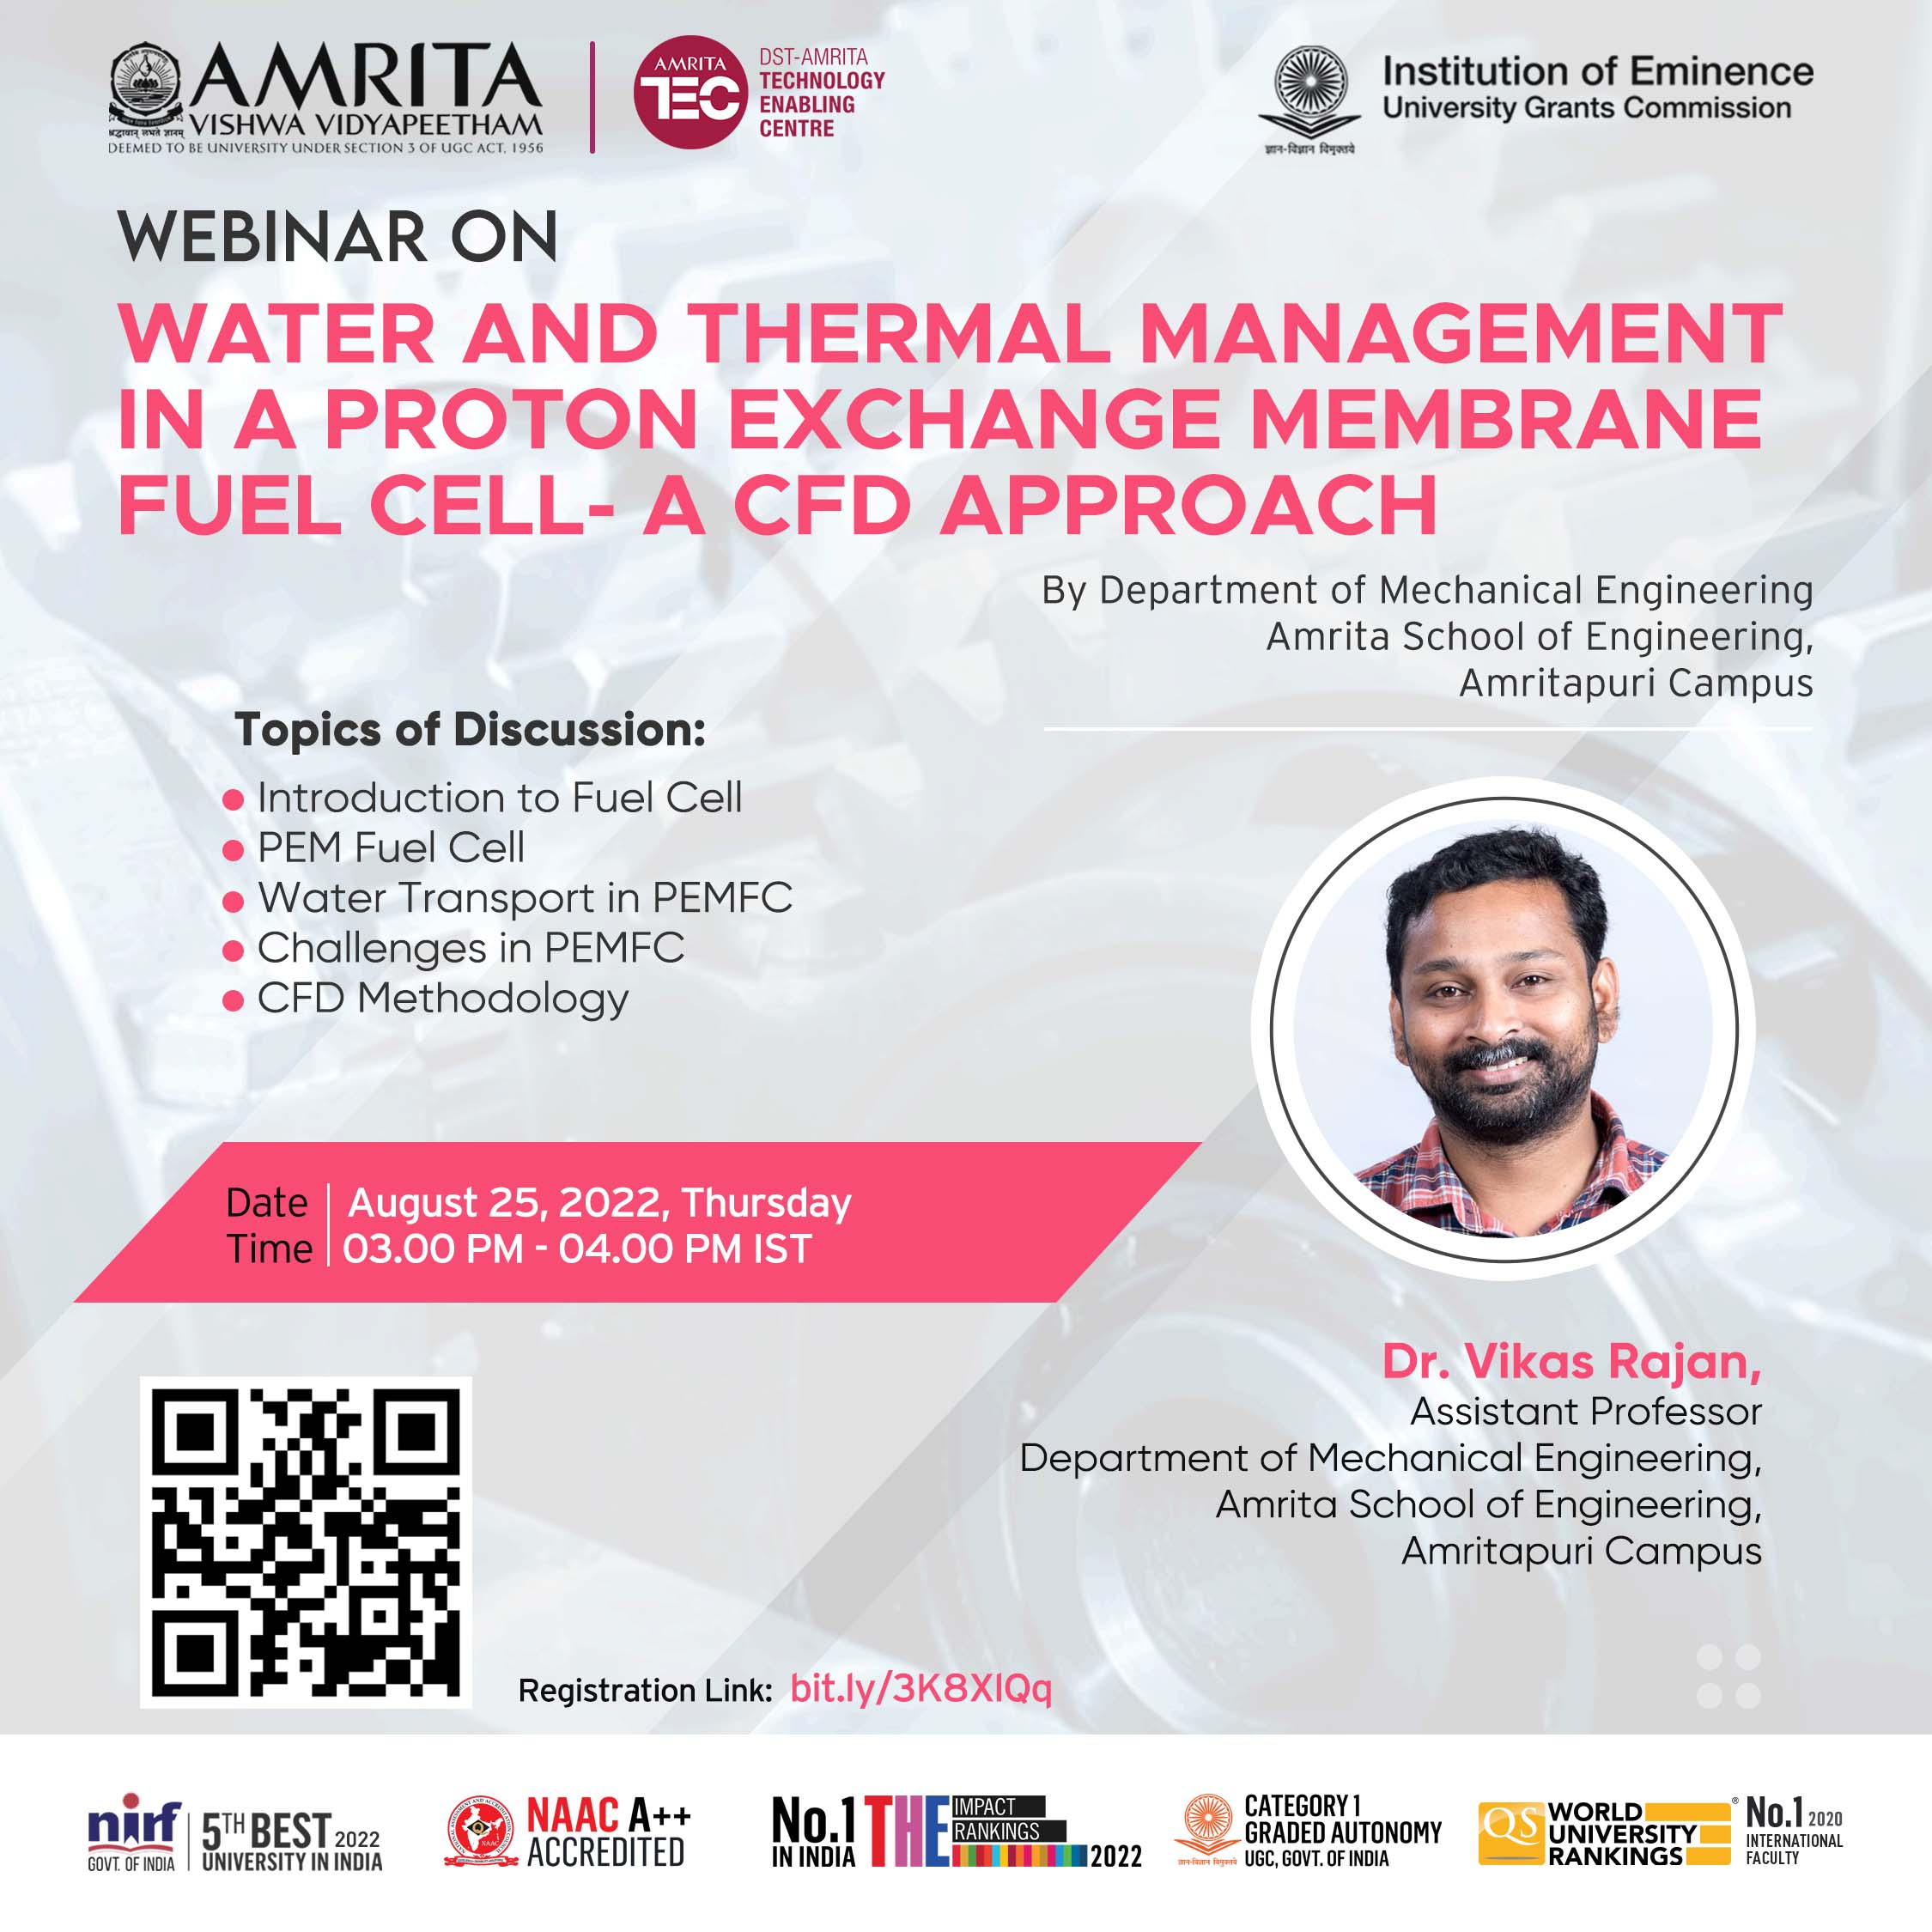 AMRITA
VISHWA VIDYAPEETHAM
श्रद्धावान् लभते ज्ञानम्
DEEMED TO BE UNIVERSITY UNDER SECTION 3 OF UGC ACT, 1956
AMRITA
TEC
DST-AMRITA
TECHNOLOGY
ENABLING
CENTRE
ज्ञान-विज्ञान विमुक्तये
Institution of Eminence
University Grants Commission
WEBINAR ON
WATER AND THERMAL MANAGEMENT
IN A PROTON EXCHANGE MEMBRANE
FUEL CELL- A CFD APPROACH
By Department of Mechanical Engineering
Amrita School of Engineering,
Amritapuri Campus
Topics of Discussion:
Introduction to Fuel Cell
PEM Fuel Cell
Water Transport in PEMFC
Challenges in PEMFC
CFD Methodology
Date August 25, 2022, Thursday
Time 03.00 PM - 04.00 PM IST
Dr. Vikas Rajan,
Assistant Professor
Department of Mechanical Engineering,
Amrita School of Engineering,
Amritapuri Campus
Registration Link: bit.ly/3K8XlQq
nirf
GOVT. OF INDIA
5TH BEST 2022
UNIVERSITY IN INDIA
NAAC
NAAC A++
ACCREDITED
No.1
IN INDIA
THE
IMPACT
RANKINGS
2022
ज्ञान-विज्ञान विमुक्तये
CATEGORY 1
GRADED AUTONOMY
UGC, GOVT. OF INDIA
QS
WORLD
UNIVERSITY
RANKINGS
®
No.1 2020
INTERNATIONAL
FACULTY